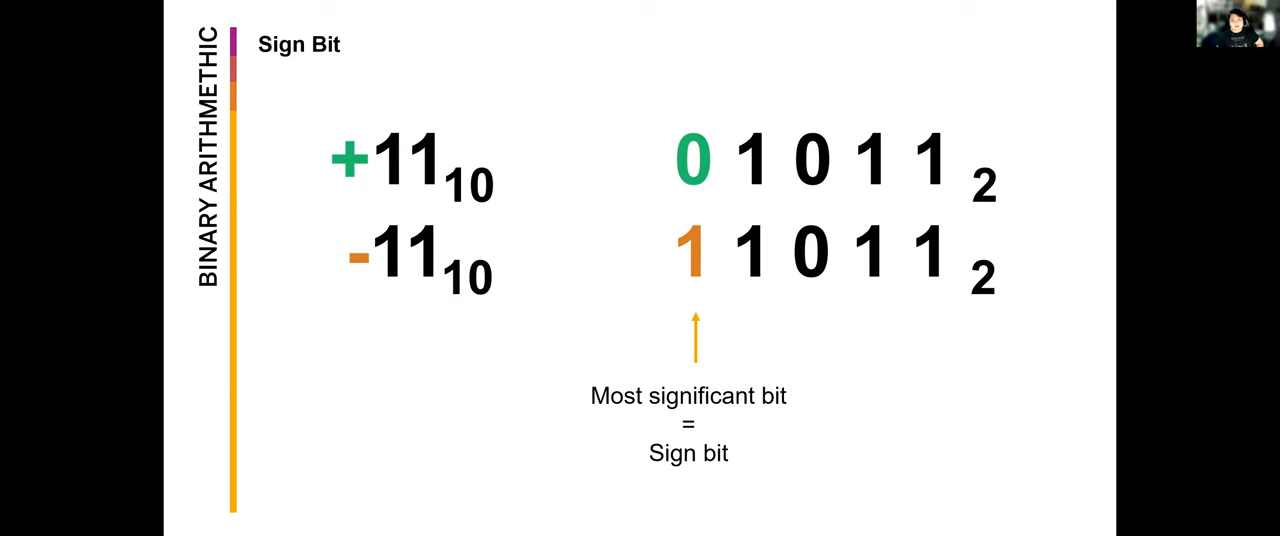 BINARY ARITHMETHIC
Sign Bit
+11₁₀ 0 1 0 1 1 ₂
-11₁₀ 1 1 0 1 1 ₂
Most significant bit
=
Sign bit